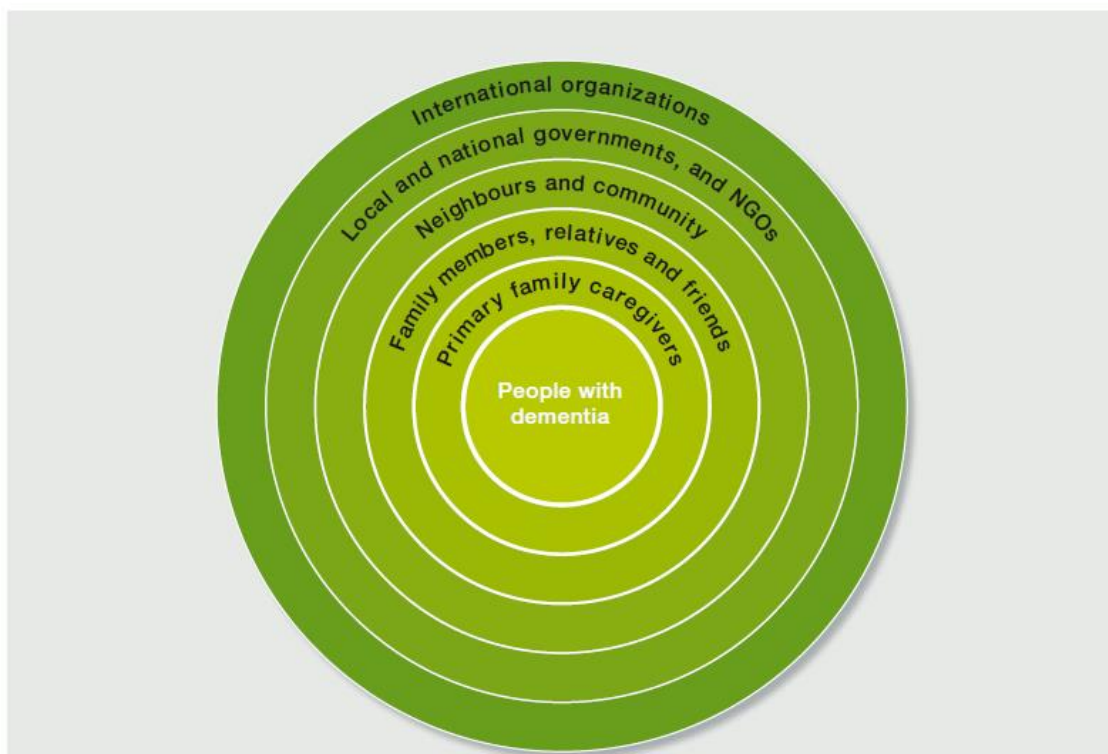 International organizations
Local and national governments, and NGOs
Neighbours and community
Family members, relatives and friends
Primary family caregivers
People with
dementia